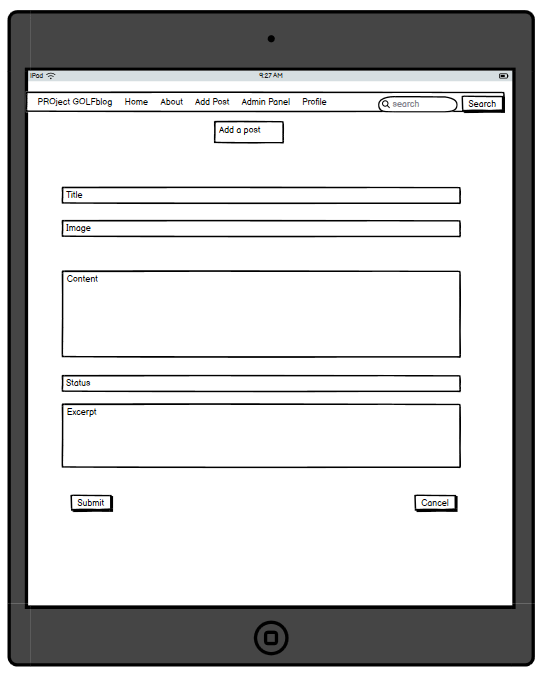 iPad 9:27 AM
PROject GOLFblog Home About Add Post Admin Panel Profile search Search
Add a post
Title
Image
Content
Status
Excerpt
Submit Cancel